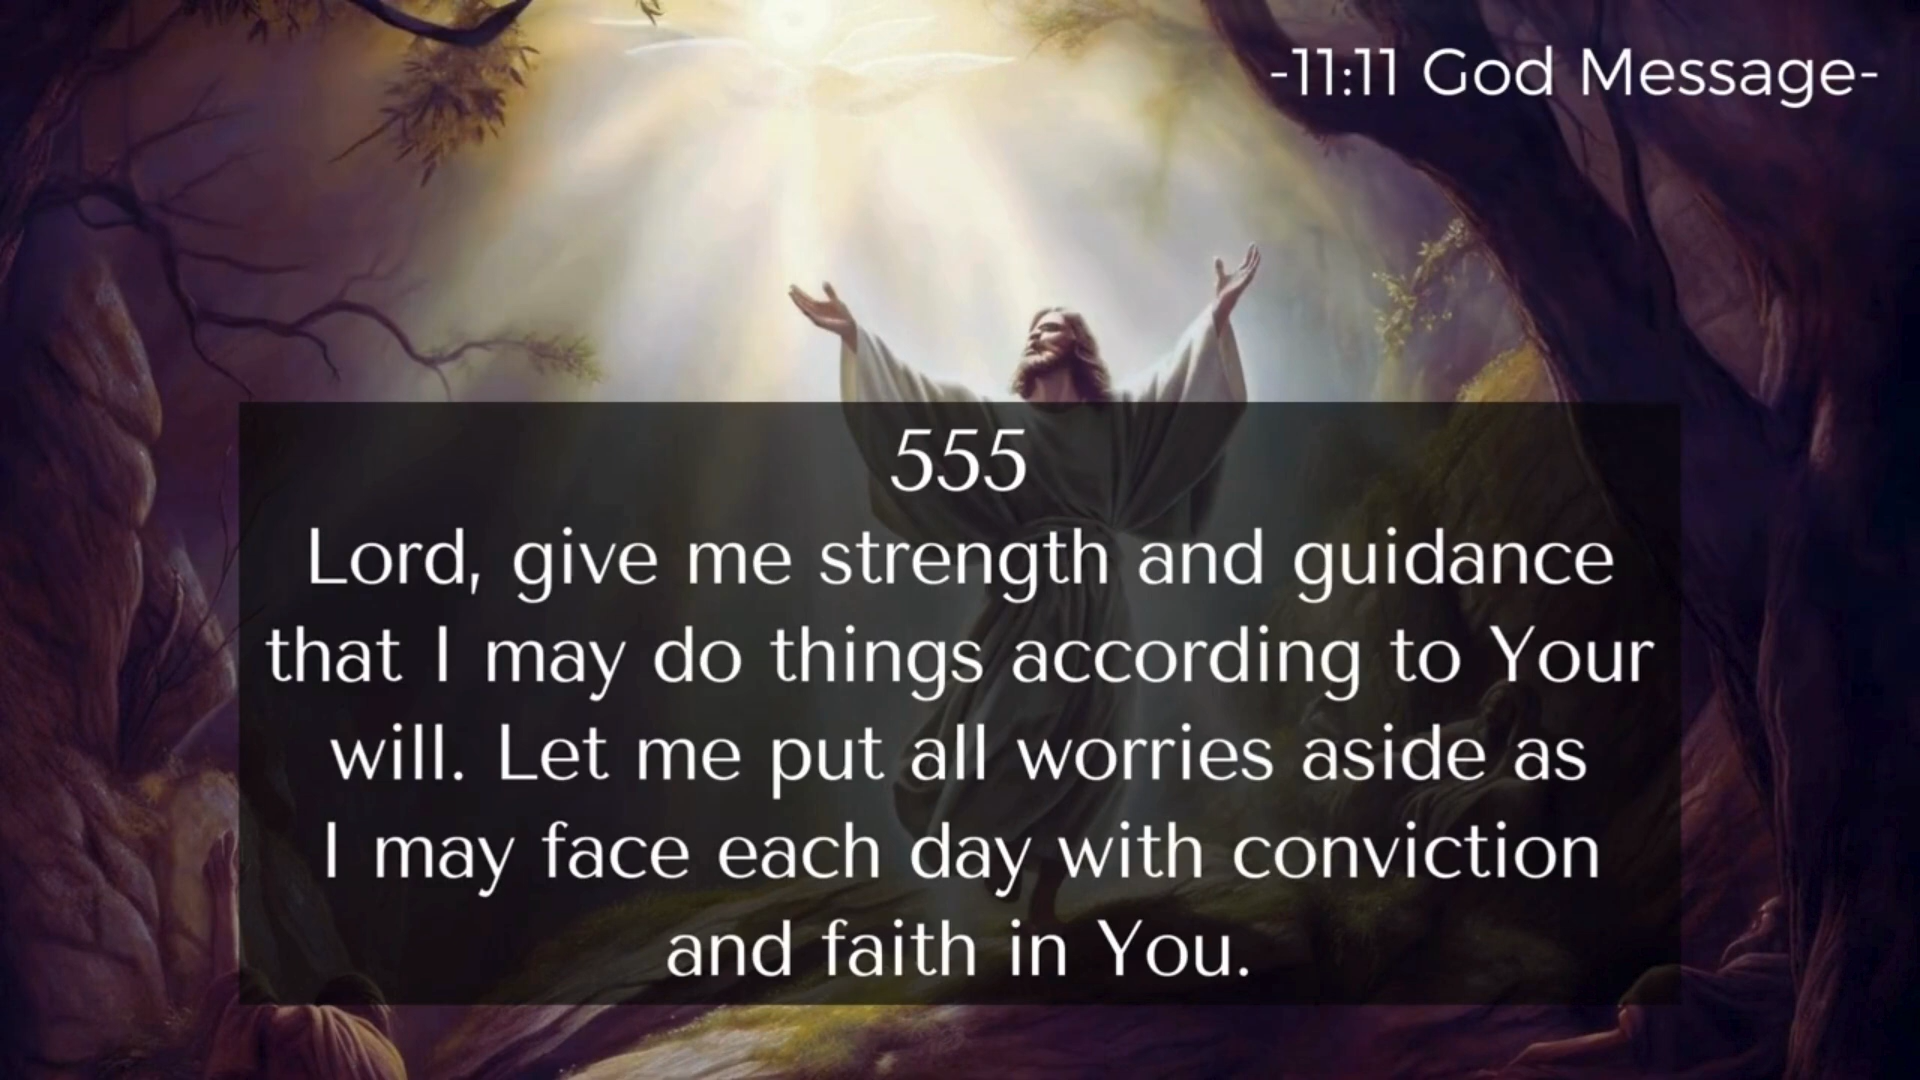 -11:11 God Message-
555
Lord, give me strength and guidance
that I may do things according to Your
will. Let me put all worries aside as
I may face each day with conviction
and faith in You.